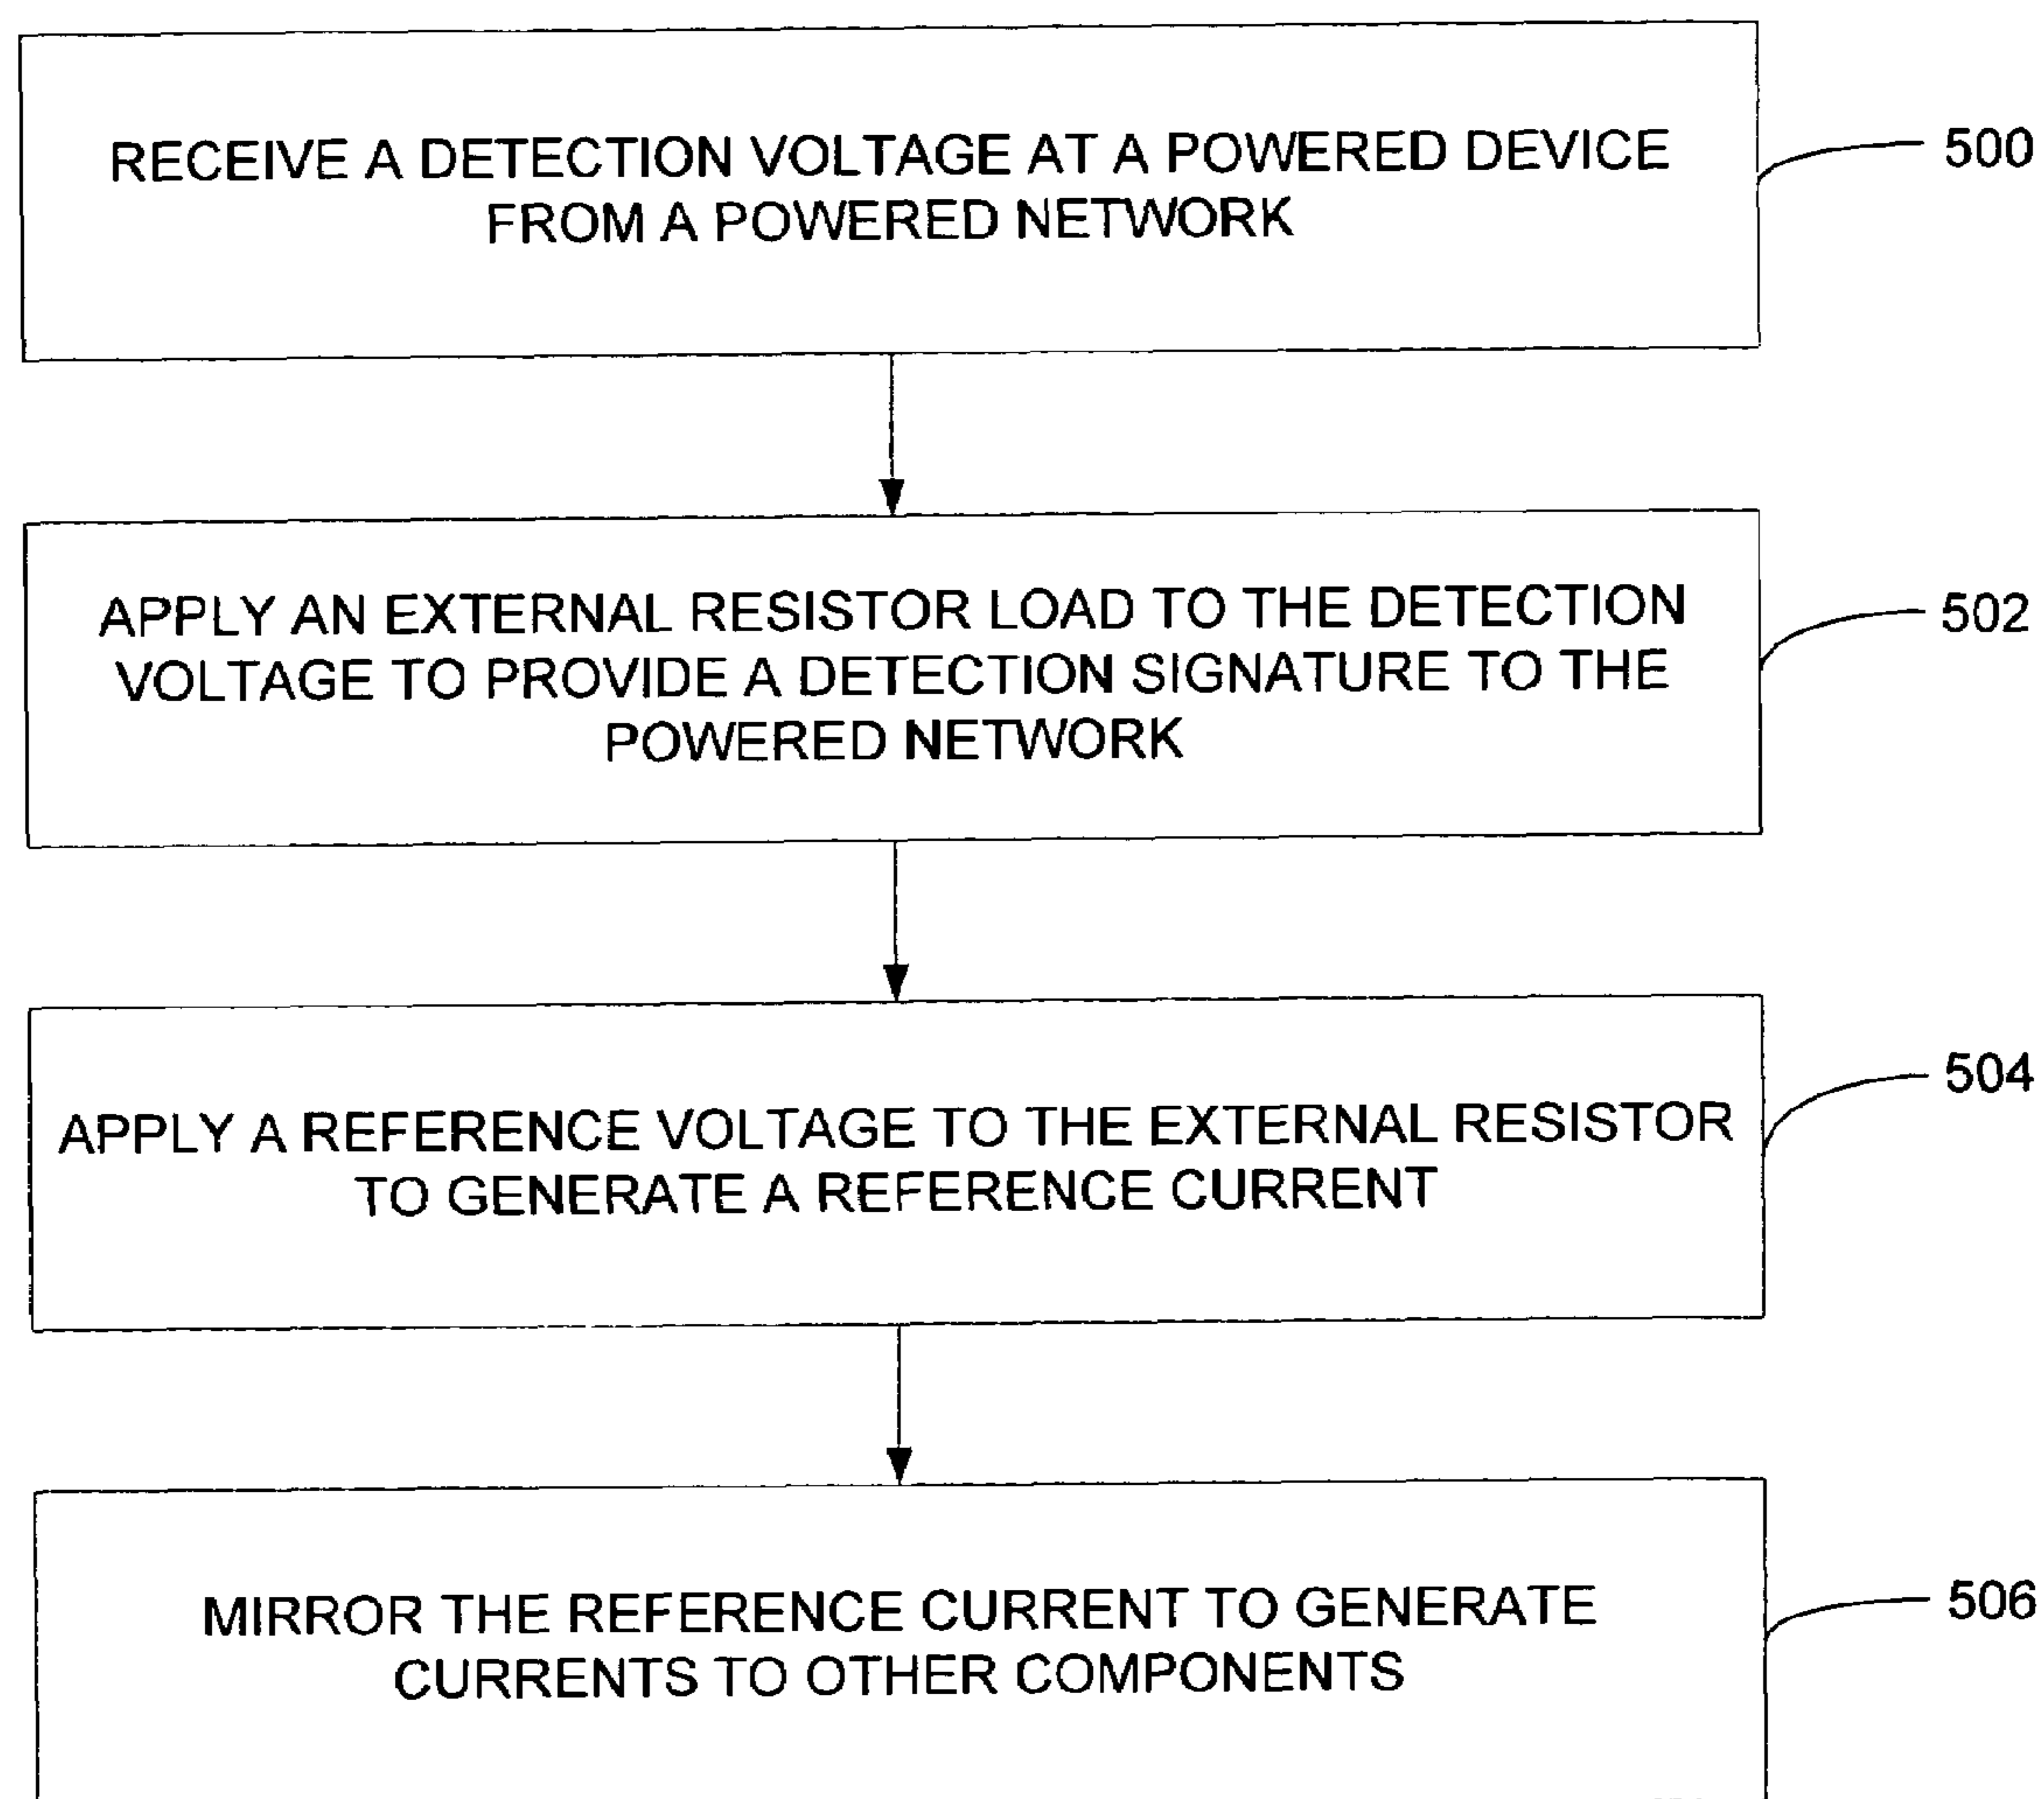 RECEIVE A DETECTION VOLTAGE AT A POWERED DEVICE
FROM A POWERED NETWORK
500
APPLY AN EXTERNAL RESISTOR LOAD TO THE DETECTION
VOLTAGE TO PROVIDE A DETECTION SIGNATURE TO THE
POWERED NETWORK
502
APPLY A REFERENCE VOLTAGE TO THE EXTERNAL RESISTOR
TO GENERATE A REFERENCE CURRENT
504
MIRROR THE REFERENCE CURRENT TO GENERATE
CURRENTS TO OTHER COMPONENTS
506